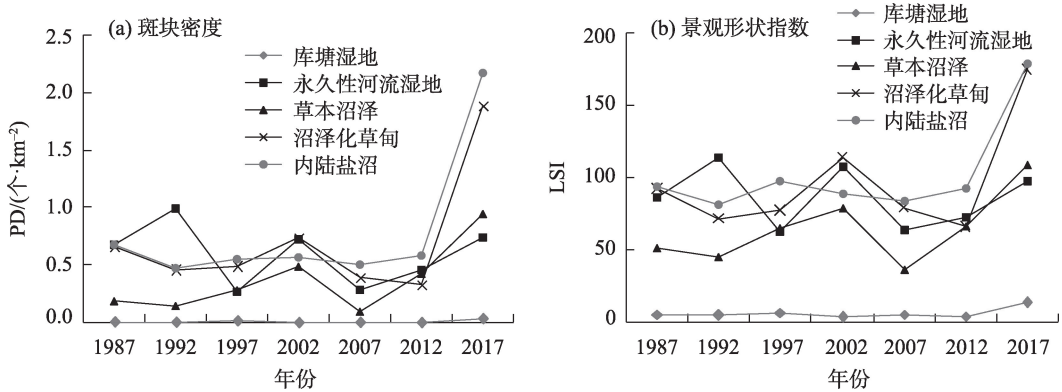 (a) 斑块密度
库塘湿地
永久性河流湿地
草本沼泽
沼泽化草甸
内陆盐沼
PD/(个·km⁻²)
2.5
2.0
1.5
1.0
0.5
0.0
1987 1992 1997 2002 2007 2012 2017
年份
(b) 景观形状指数
库塘湿地
永久性河流湿地
草本沼泽
沼泽化草甸
内陆盐沼
LSI
200
150
100
50
0
1987 1992 1997 2002 2007 2012 2017
年份